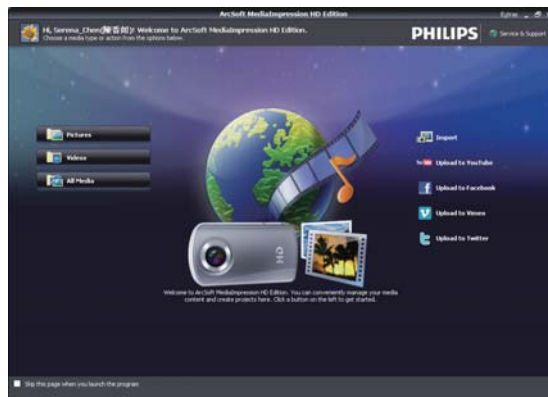 ArcSoft MediaImpression HD Edition
Extras
Hi, Serena_Chen(陳香如)! Welcome to ArcSoft MediaImpression HD Edition.
Choose a media type or action from the options below.
PHILIPS
Service & Support
Pictures
Videos
All Media
Import
Upload to YouTube
Upload to Facebook
Upload to Vimeo
Upload to Twitter
HD
Welcome to ArcSoft MediaImpression HD Edition. You can conveniently manage your media
content and create projects here. Click a button on the left to get started.
Skip this page when you launch the program